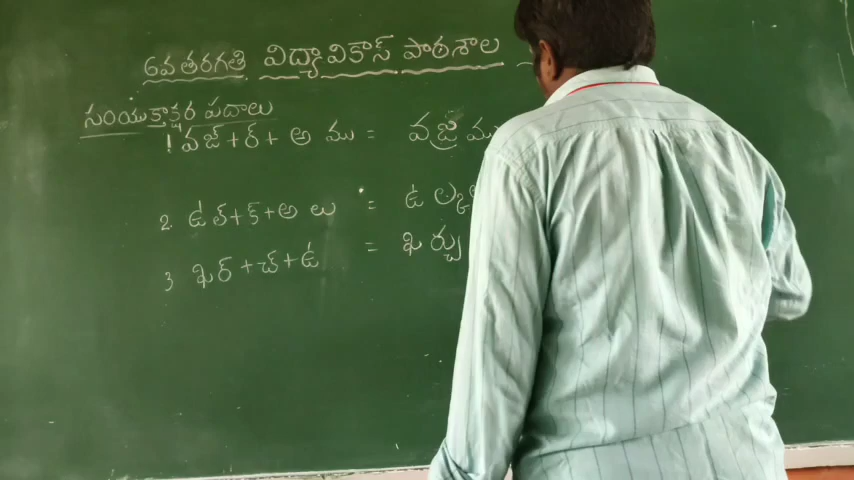 6వ తరగతి విద్యావికాస్ పాఠశాల
సంయుక్తాక్షర పదాలు
1. వజ్+ర్+అ ము = వజ్రము
2. ఉల్+క్+అ లు = ఉల్క
3 ఖర్+చ్+ఉ = ఖర్చు